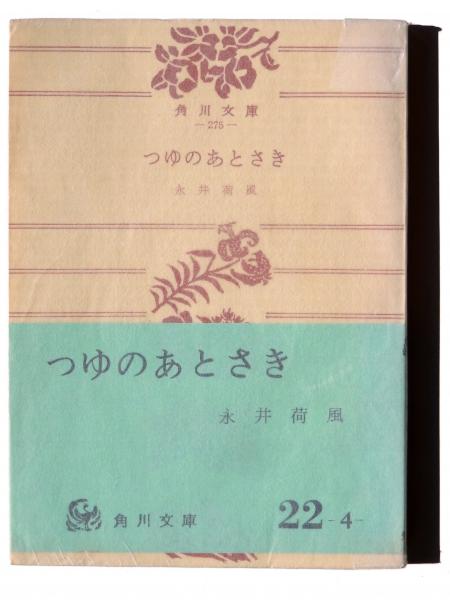 角川文庫
—275—
つゆのあとさき
永井荷風
つゆのあとさき
永井荷風
角川文庫
22-4-